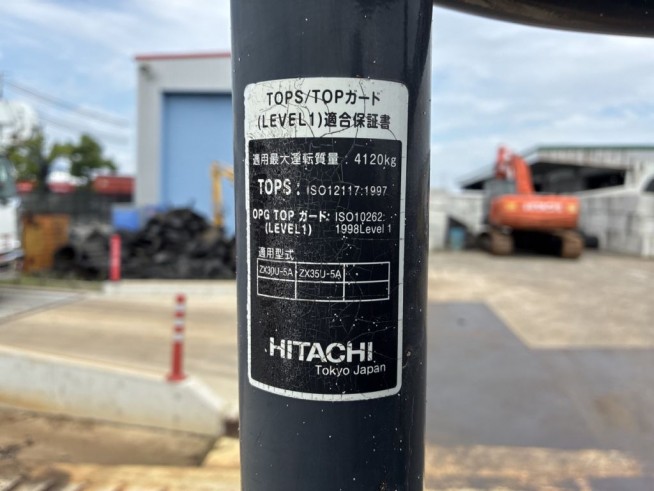 TOPS/TOPガード
(LEVEL1)適合保証書
適用最大運転質量 : 4120kg
TOPS : ISO12117:1997
OPG TOP ガード: ISO10262:
(LEVEL1) 1998Level 1
適用型式
ZX30U-5A ZX35U-5A
HITACHI
Tokyo Japan
HITACHI